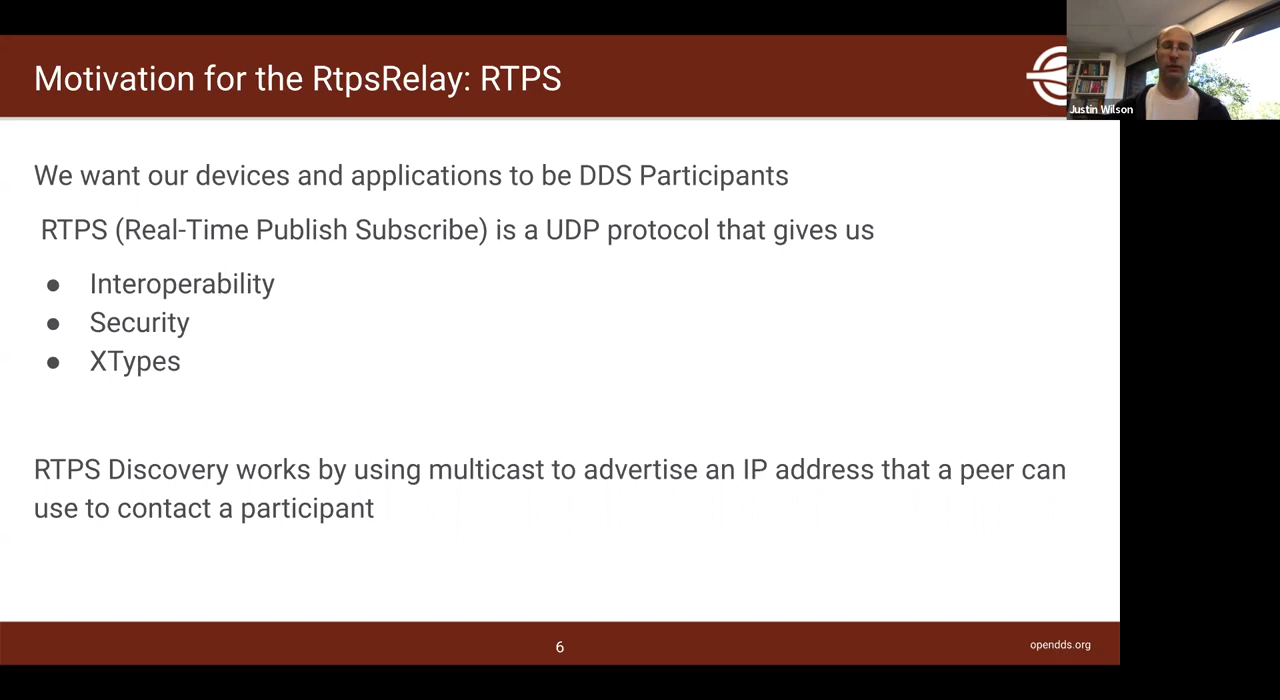 Motivation for the RtpsRelay: RTPS
Justin Wilson
We want our devices and applications to be DDS Participants
RTPS (Real-Time Publish Subscribe) is a UDP protocol that gives us
● Interoperability
● Security
● XTypes
RTPS Discovery works by using multicast to advertise an IP address that a peer can
use to contact a participant
6
opendds.org